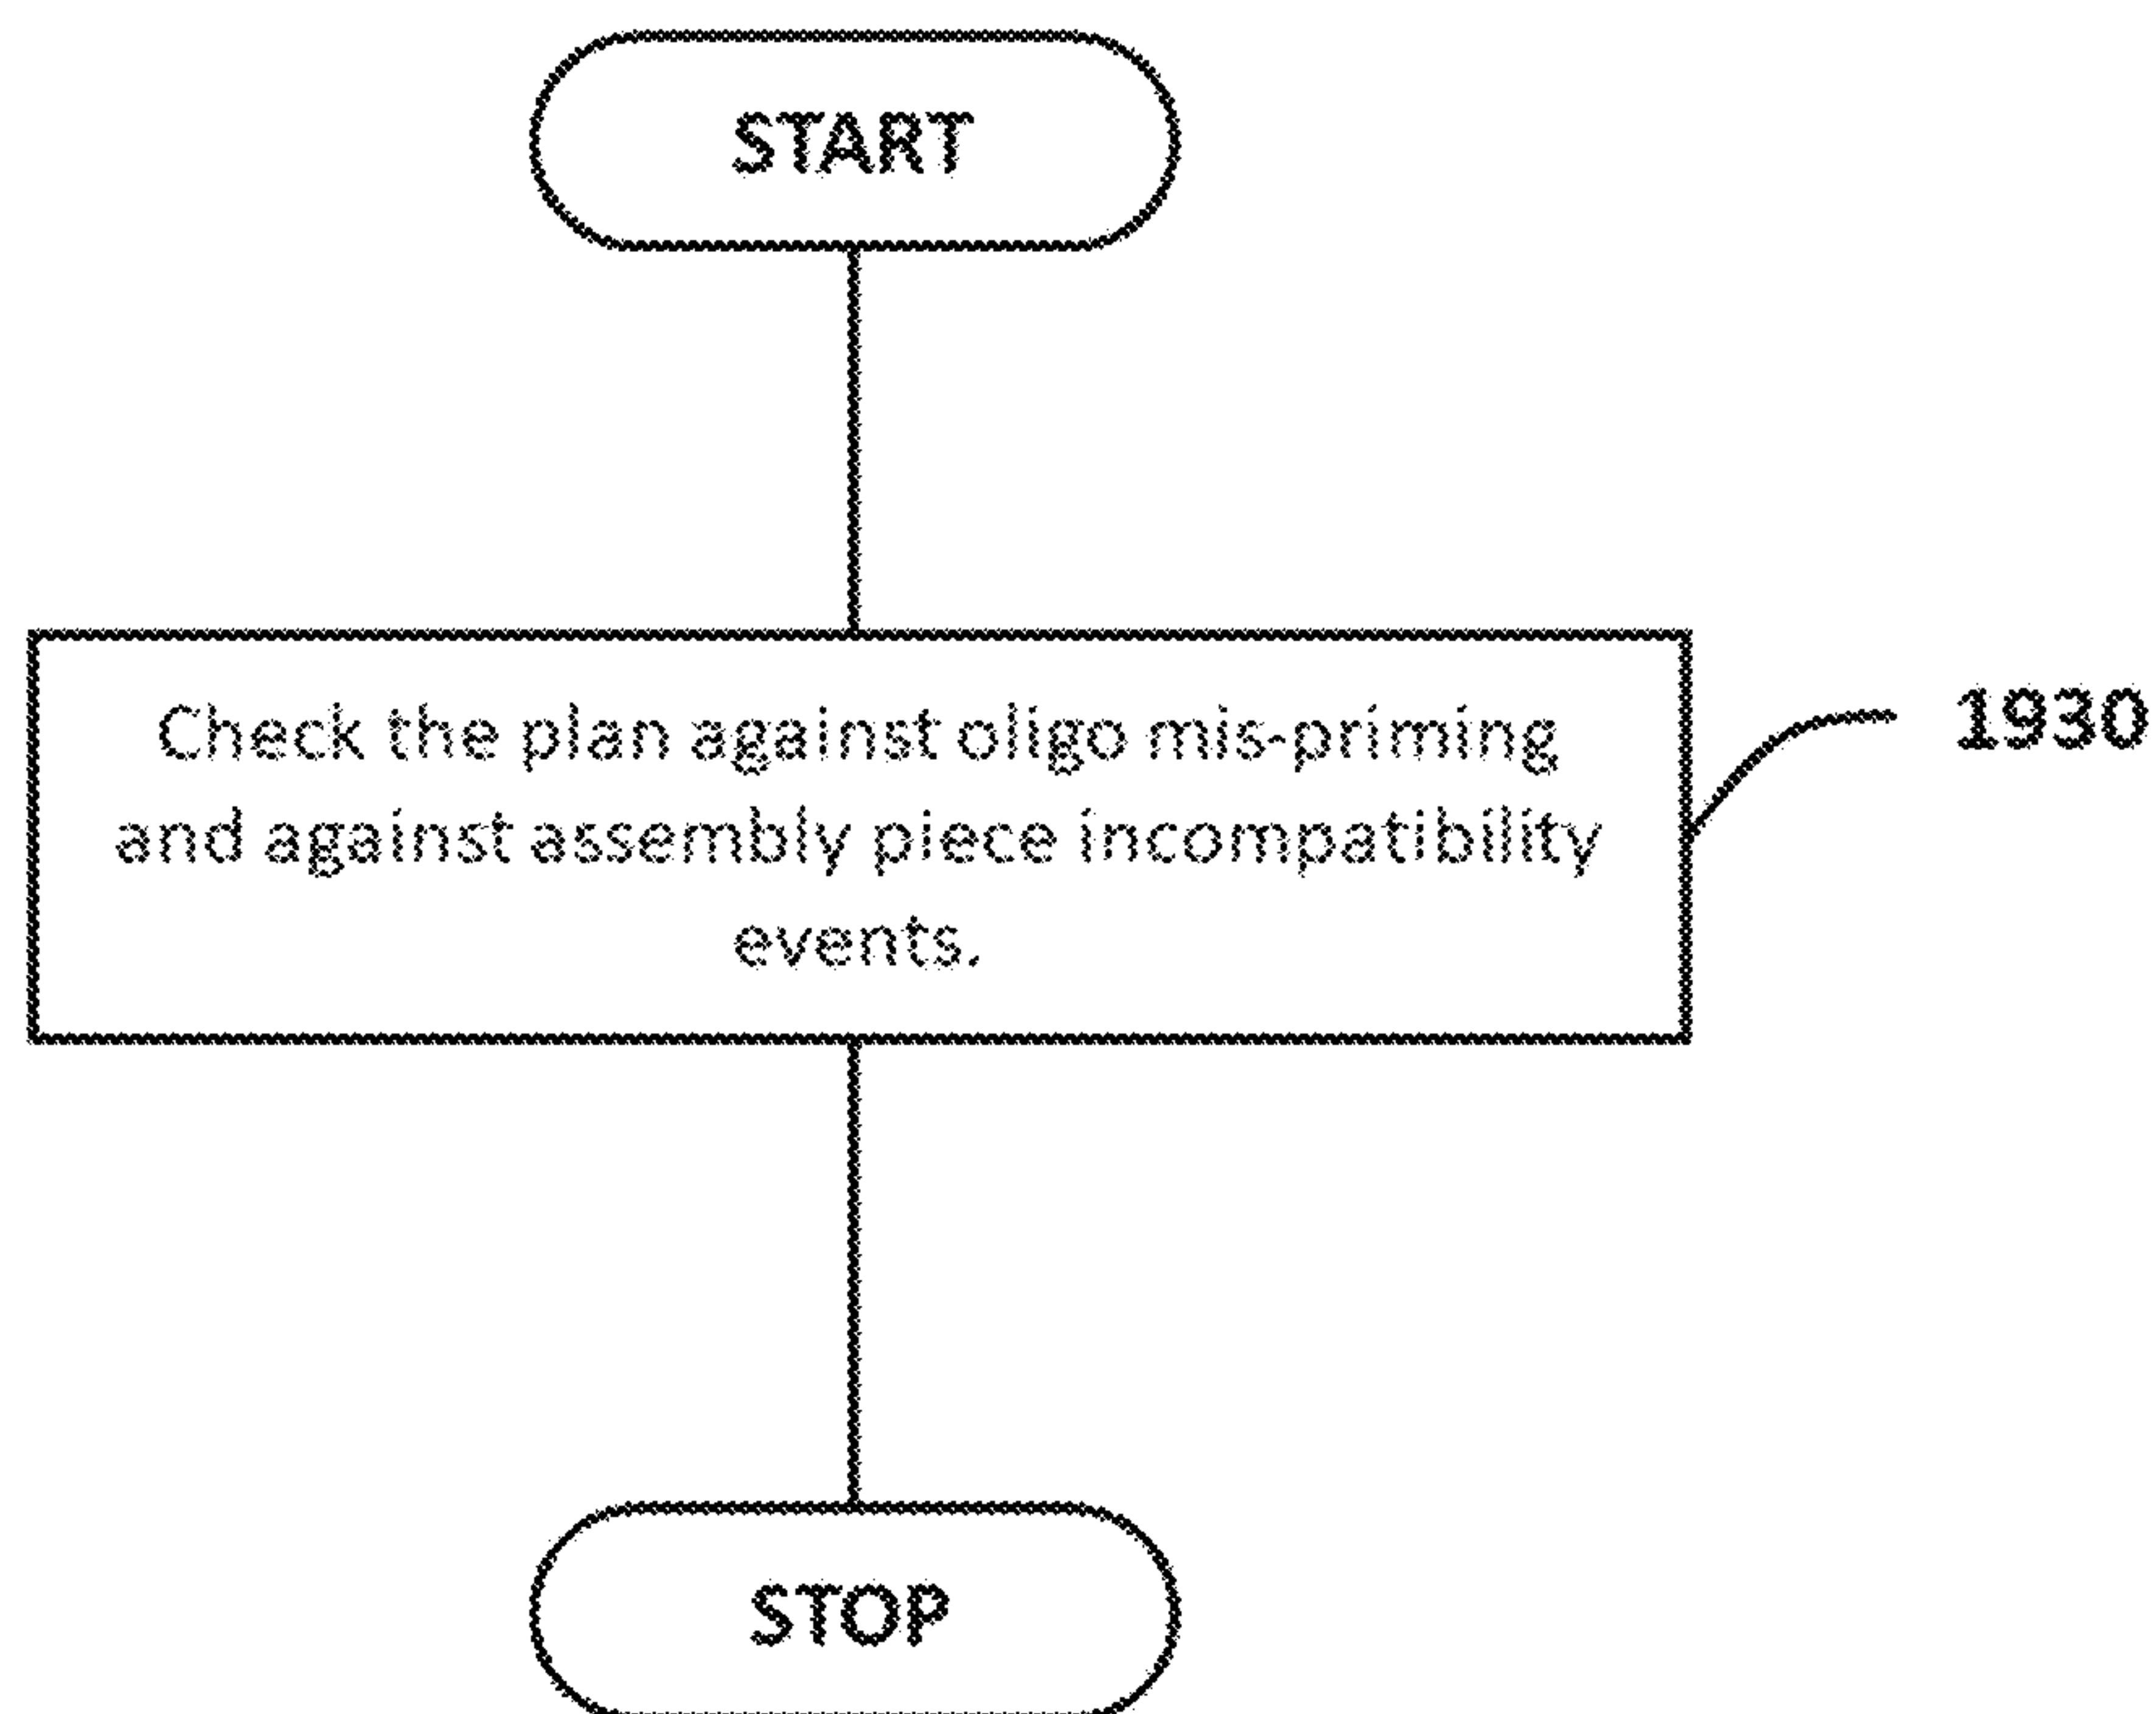 START
Check the plan against oligo mis-priming
1930
and against assembly piece incompatibility
events.
STOP